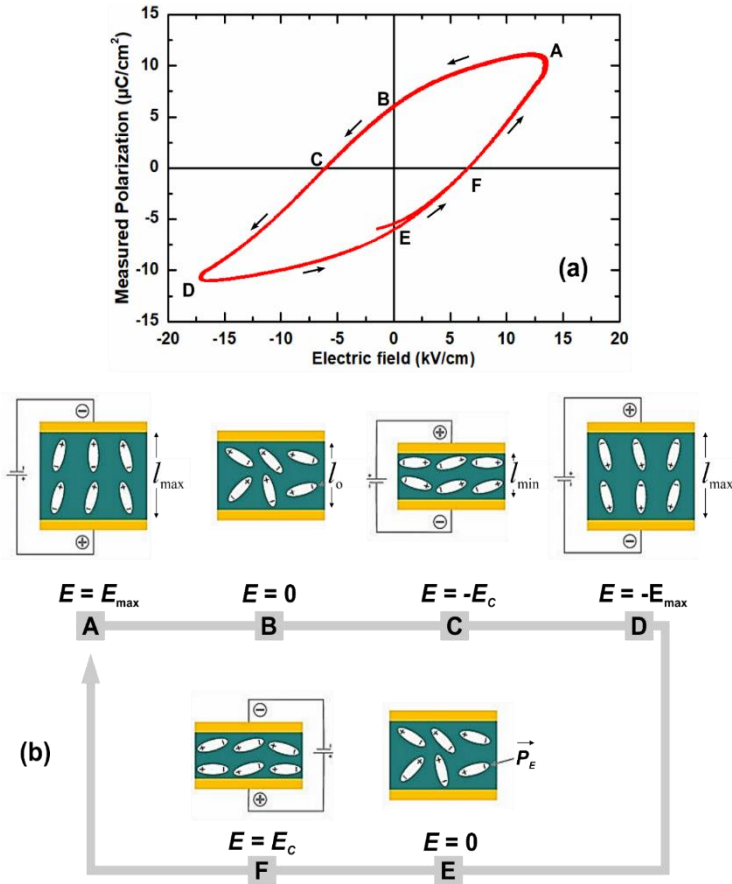 Measured Polarization (µC/cm²)
15
10
5
0
-5
-10
-15
A
B
C
D
E
F
(a)
-20 -15 -10 -5 0 5 10 15 20
Electric field (kV/cm)
⊖ ⊕ ⊕
l_max l_o l_min l_max
⊕ ⊖ ⊖
E = E_max E = 0 E = -E_C E = -E_max
A B C D
(b)
⊖
⊕
P_E
E = E_C E = 0
F E